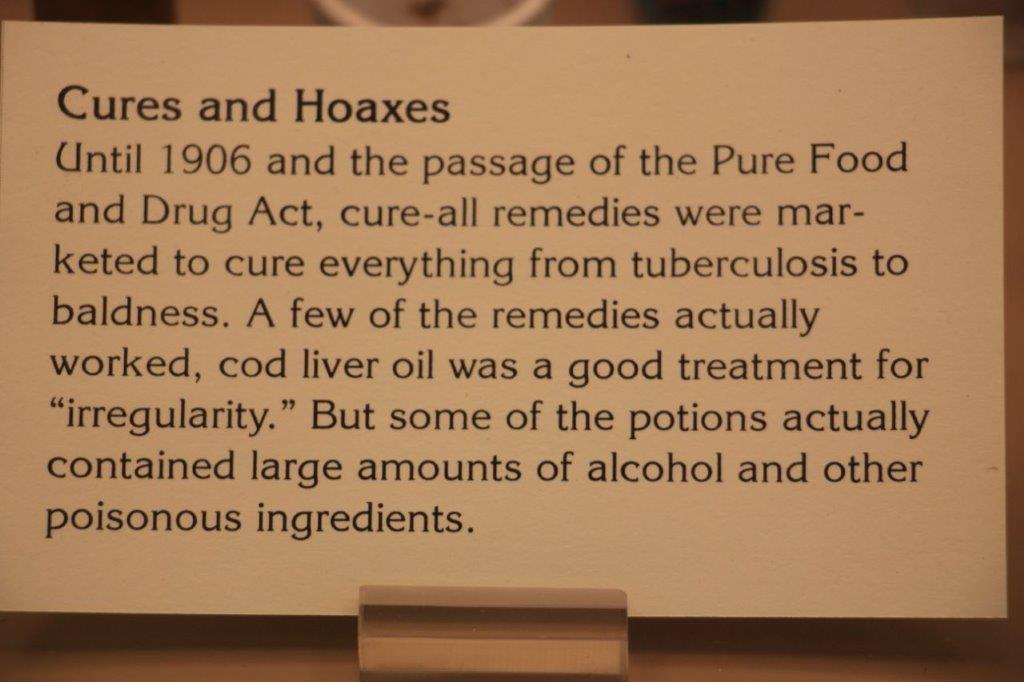 Cures and Hoaxes
Until 1906 and the passage of the Pure Food
and Drug Act, cure-all remedies were mar-
keted to cure everything from tuberculosis to
baldness. A few of the remedies actually
worked, cod liver oil was a good treatment for
“irregularity.” But some of the potions actually
contained large amounts of alcohol and other
poisonous ingredients.